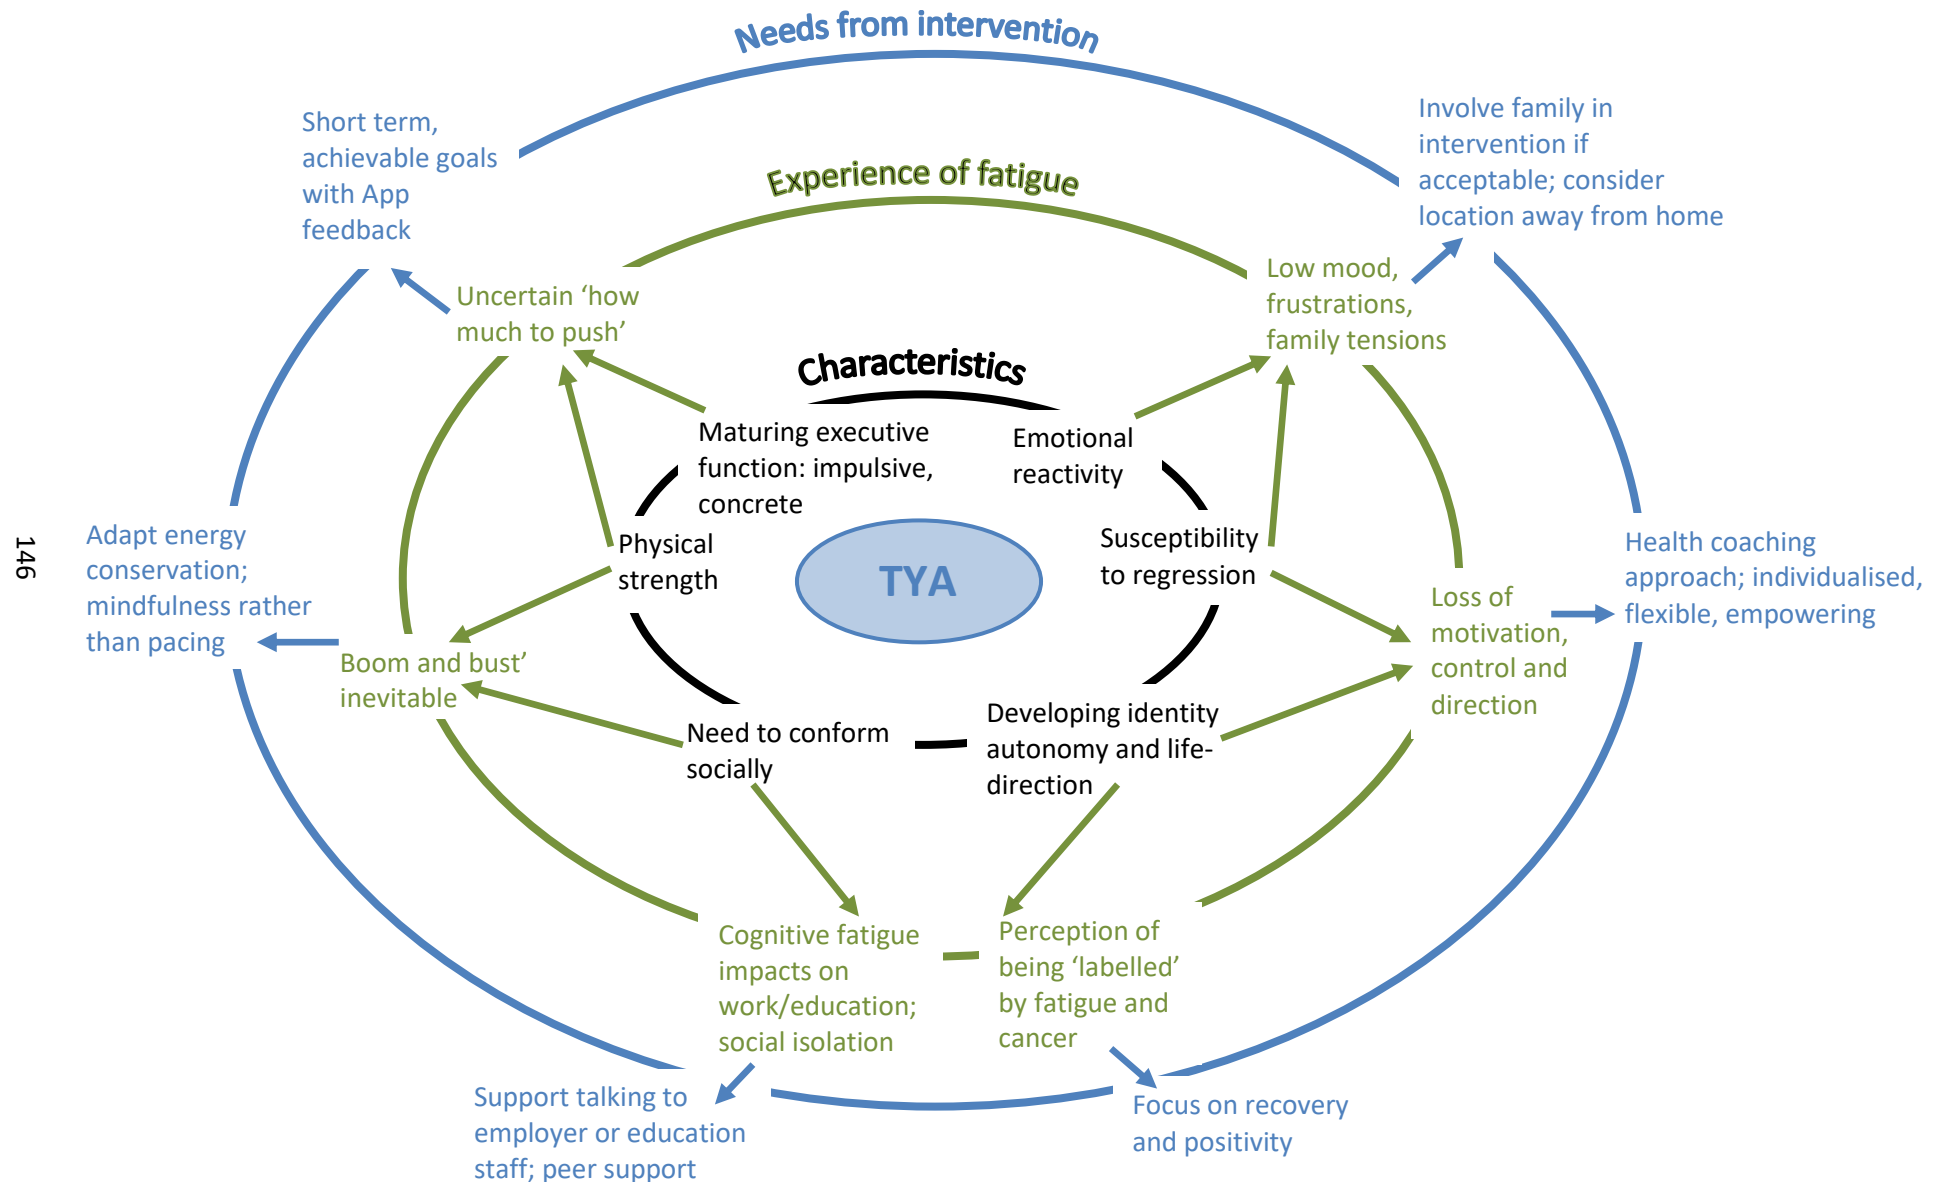 Needs from intervention
Short term,
achievable goals
with App
feedback
Involve family in
intervention if
acceptable; consider
location away from home
Experience of fatigue
Uncertain ‘how
much to push’
Low mood,
frustrations,
family tensions
Characteristics
Maturing executive
function: impulsive,
concrete
Emotional
reactivity
Physical
strength
TYA
Susceptibility
to regression
Adapt energy
conservation;
mindfulness rather
than pacing
146
Health coaching
approach; individualised,
flexible, empowering
Boom and bust’
inevitable
Loss of
motivation,
control and
direction
Need to conform
socially
Developing identity
autonomy and life-
direction
Cognitive fatigue
impacts on
work/education;
social isolation
Perception of
being ‘labelled’
by fatigue and
cancer
Support talking to
employer or education
staff; peer support
Focus on recovery
and positivity